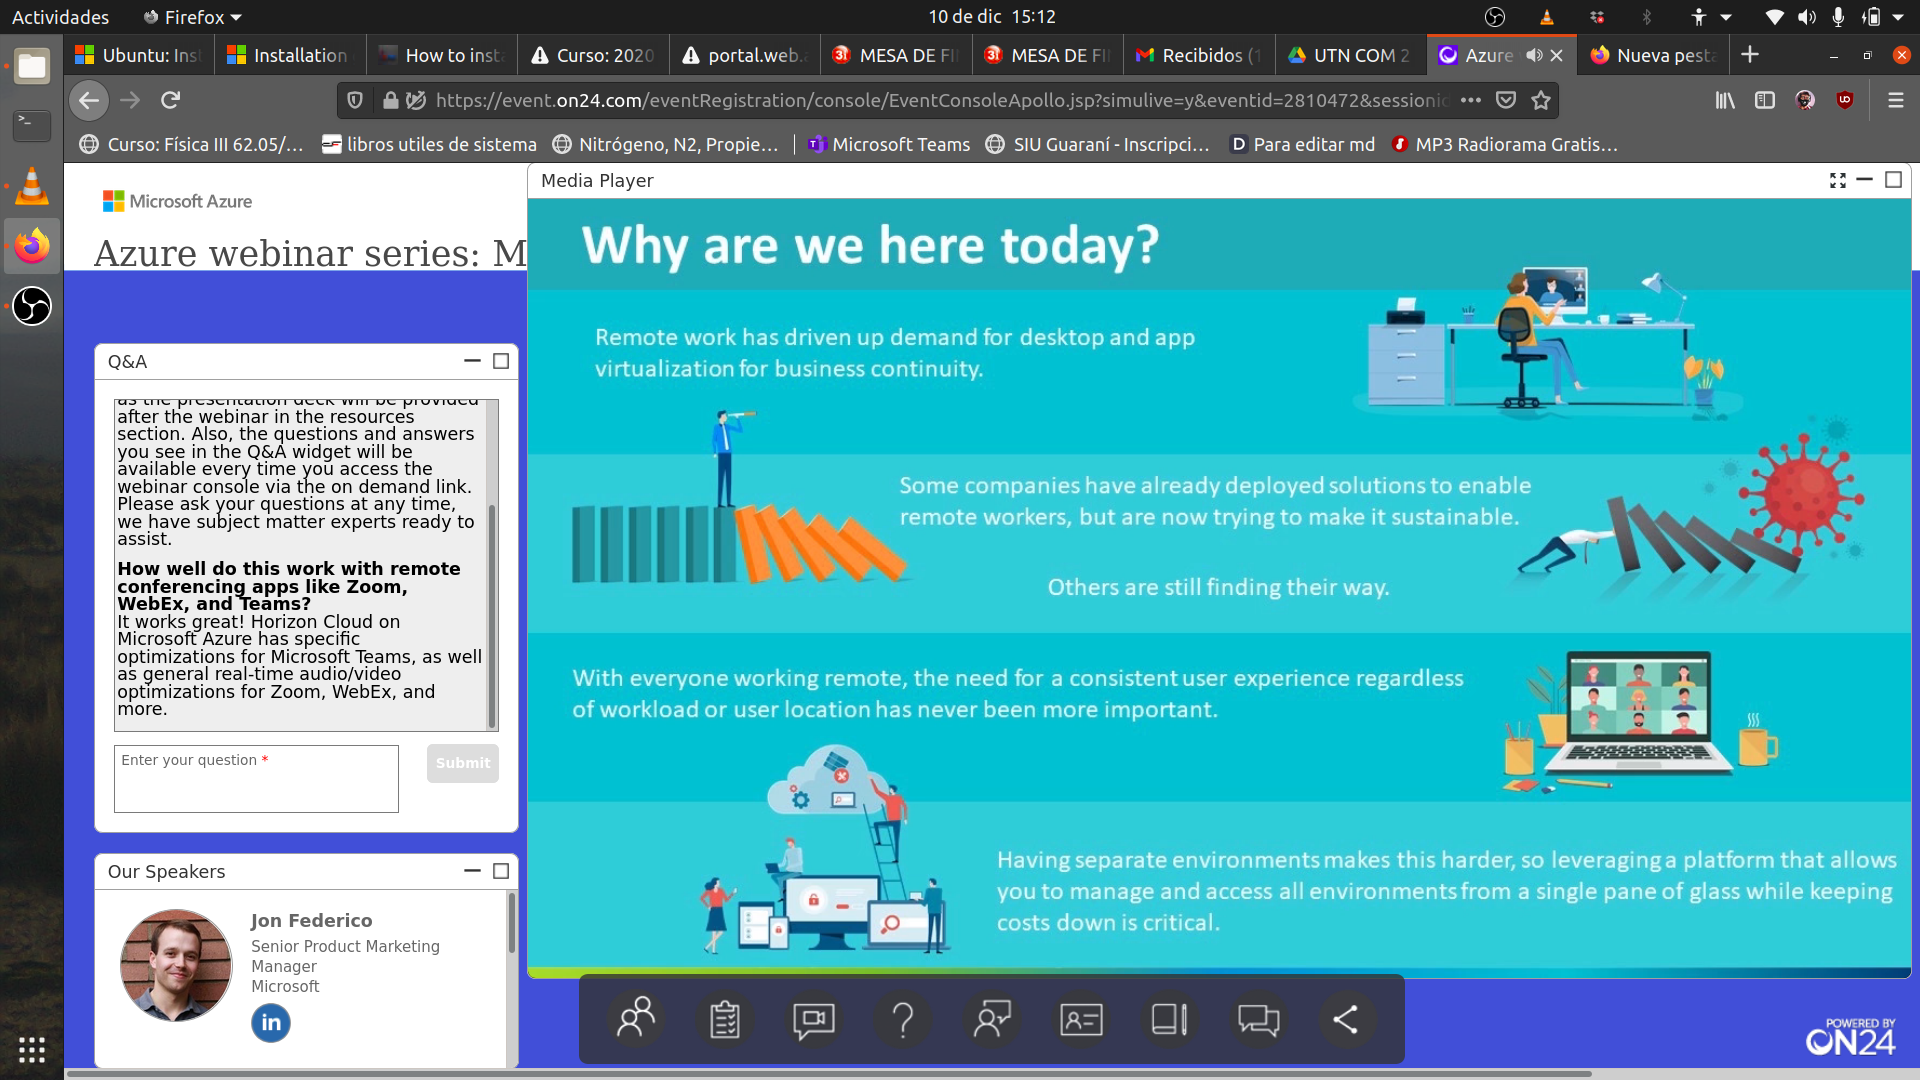 Actividades
Firefox
10 de dic 15:12
Ubuntu: Ins
Installation
How to inst
Curso: 2020
portal.web.a
MESA DE FI
MESA DE FI
Recibidos (1
UTN COM 2
Azure
Nueva pesta
https://event.on24.com/eventRegistration/console/EventConsoleApollo.jsp?simulive=y&eventid=2810472&sessionid
Curso: Física III 62.05/…
libros utiles de sistema
Nitrógeno, N2, Propie…
Microsoft Teams
SIU Guaraní - Inscripci…
Para editar md
MP3 Radiorama Gratis…
Microsoft Azure
Azure webinar series: M
Q&A
as the presentation deck will be provided
after the webinar in the resources
section. Also, the questions and answers
you see in the Q&A widget will be
available every time you access the
webinar console via the on demand link.
Please ask your questions at any time,
we have subject matter experts ready to
assist.
How well do this work with remote
conferencing apps like Zoom,
WebEx, and Teams?
It works great! Horizon Cloud on
Microsoft Azure has specific
optimizations for Microsoft Teams, as well
as general real-time audio/video
optimizations for Zoom, WebEx, and
more.
Enter your question *
Submit
Our Speakers
Jon Federico
Senior Product Marketing
Manager
Microsoft
in
Media Player
Why are we here today?
Remote work has driven up demand for desktop and app
virtualization for business continuity.
Some companies have already deployed solutions to enable
remote workers, but are now trying to make it sustainable.
Others are still finding their way.
With everyone working remote, the need for a consistent user experience regardless
of workload or user location has never been more important.
Having separate environments makes this harder, so leveraging a platform that allows
you to manage and access all environments from a single pane of glass while keeping
costs down is critical.
POWERED BY
ON24